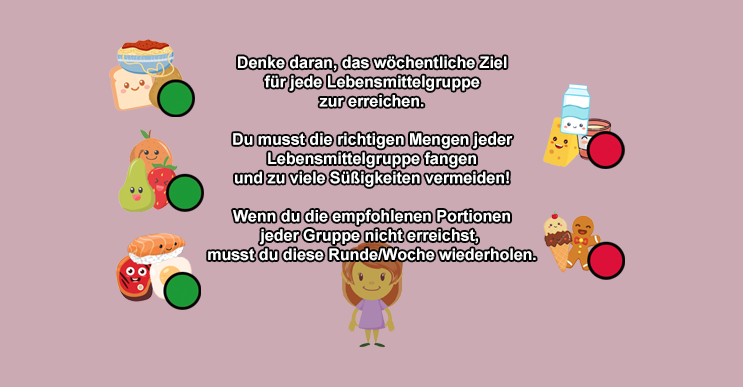 Denke daran, das wöchentliche Ziel
für jede Lebensmittelgruppe
zur erreichen.
Du musst die richtigen Mengen jeder
Lebensmittelgruppe fangen
und zu viele Süßigkeiten vermeiden!
Wenn du die empfohlenen Portionen
jeder Gruppe nicht erreichst,
musst du diese Runde/Woche wiederholen.